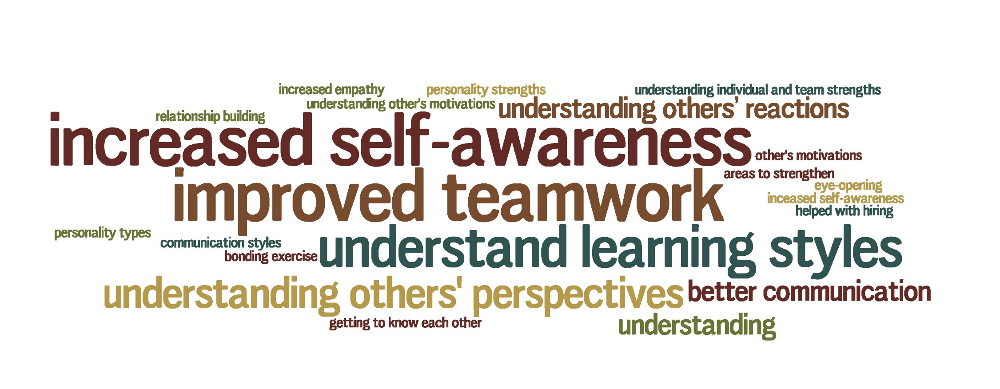 increased empathy
personality strengths
understanding individual and team strengths
understanding other's motivations
understanding others’ reactions
relationship building
increased self-awareness
other's motivations
areas to strengthen
improved teamwork
eye-opening
inceased self-awareness
helped with hiring
personality types
communication styles
bonding exercise
understand learning styles
understanding others' perspectives
better communication
getting to know each other
understanding